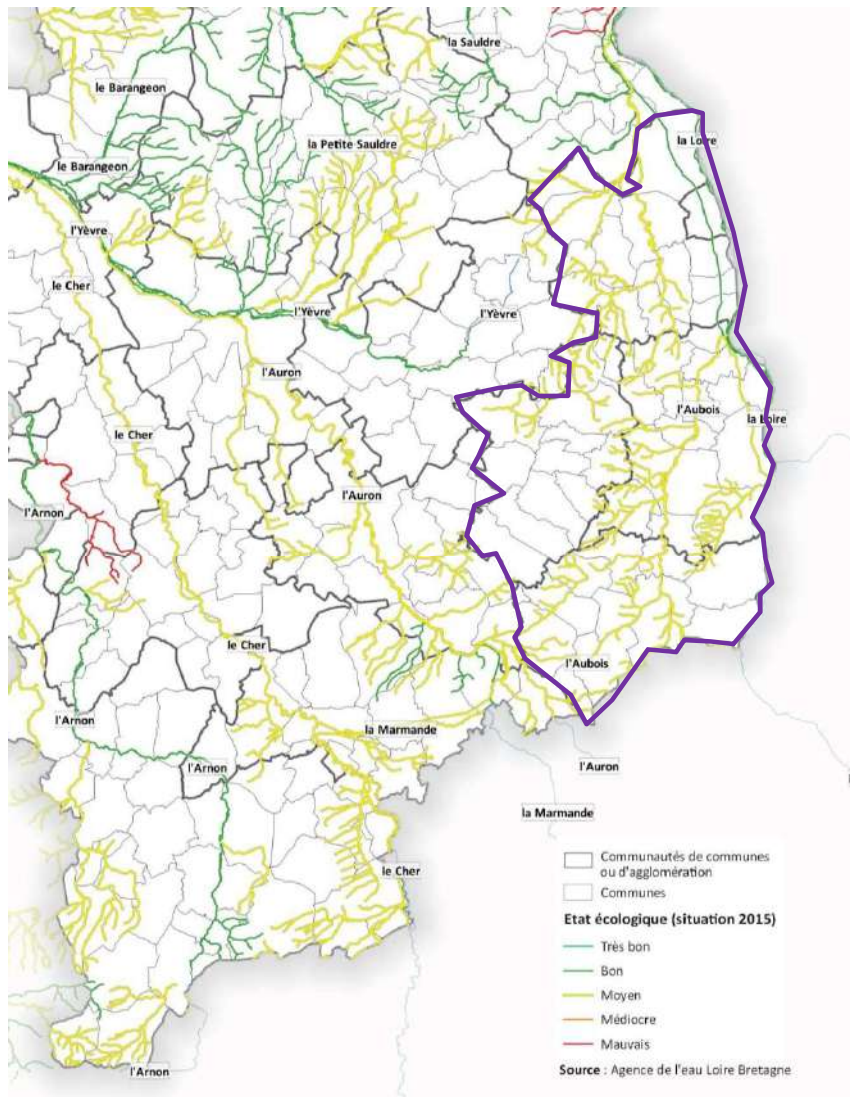 la Sauldre
le Barangeon
la Loire
la Petite Sauldre
le Barangeon
l'Yèvre
le Cher
l'Yèvre
l'Yèvre
l'Auron
l'Aubois
la Loire
le Cher
l'Auron
l'Arnon
le Cher
l'Aubois
l'Arnon
la Marmande
l'Arnon
l'Auron
la Marmande
le Cher
l'Arnon
Communautés de communes
ou d'agglomération
Communes
Etat écologique (situation 2015)
Très bon
Bon
Moyen
Médiocre
Mauvais
Source : Agence de l'eau Loire Bretagne